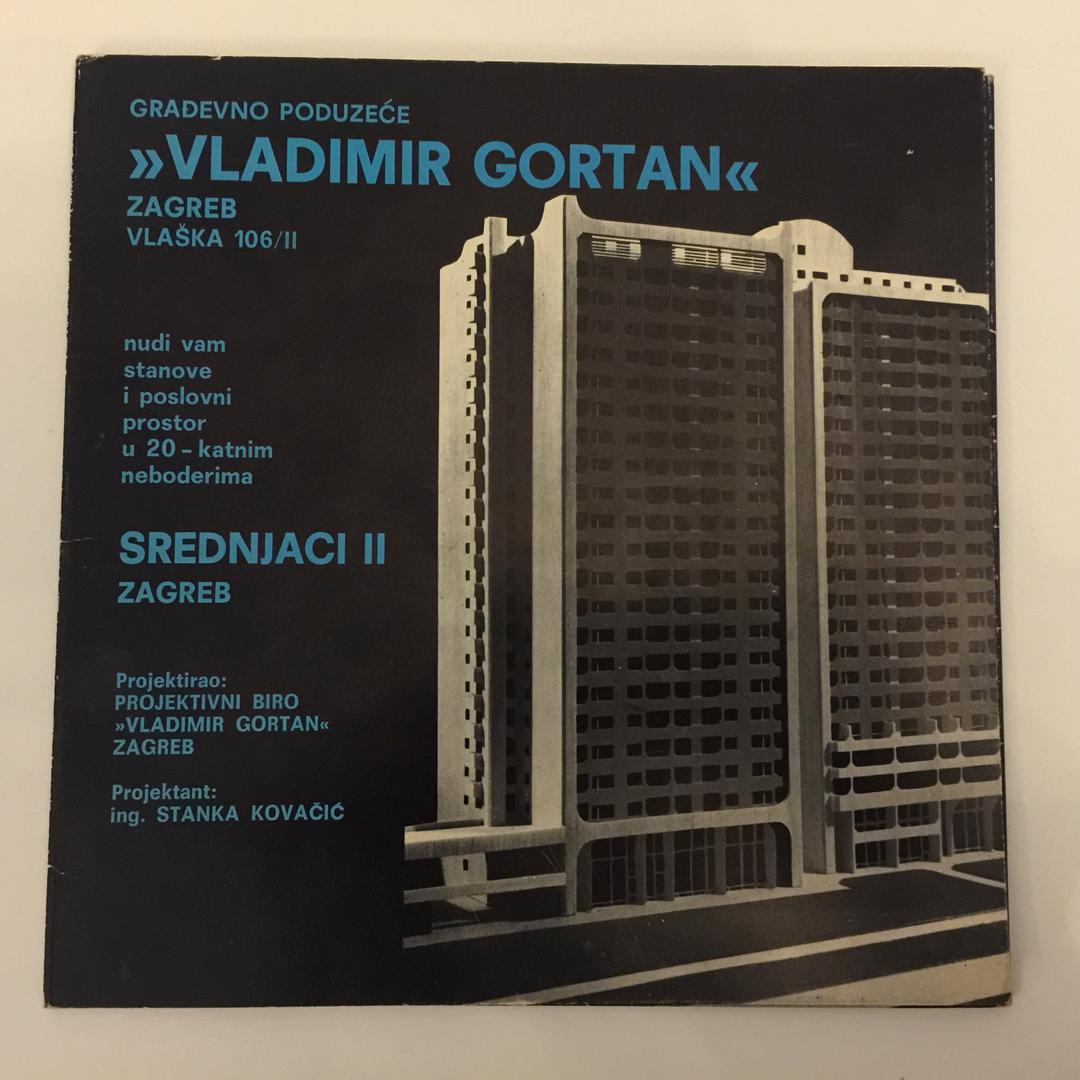 GRAĐEVNO PODUZEĆE
»VLADIMIR GORTAN«
ZAGREB
VLAŠKA 106/II
nudi vam
stanove
i poslovni
prostor
u 20-katnim
neboderima
SREDNJACI II
ZAGREB
Projektirao:
PROJEKTIVNI BIRO
»VLADIMIR GORTAN«
ZAGREB
Projektant:
ing. STANKA KOVAČIĆ